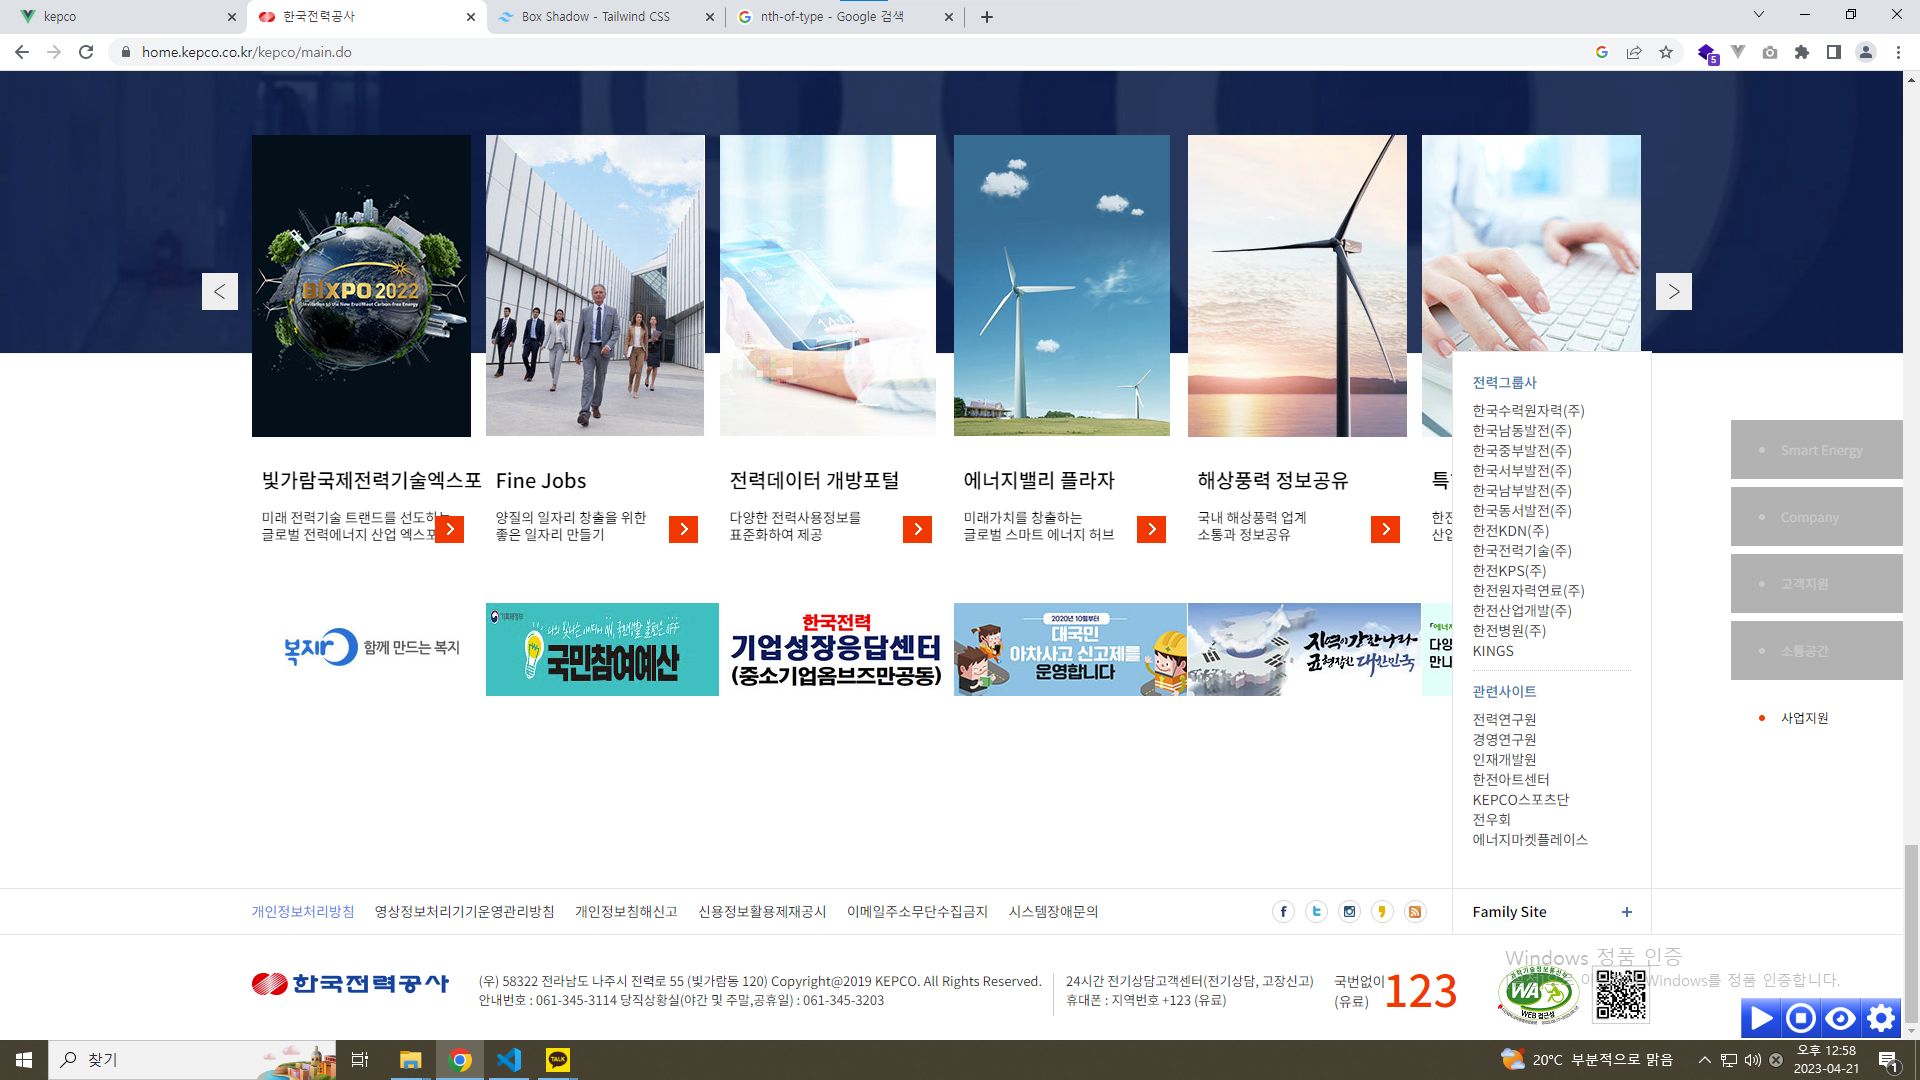 kepco
한국전력공사
Box Shadow - Tailwind CSS
nth-of-type - Google 검색
home.kepco.co.kr/kepco/main.do
5
BIXPO 2022
빛가람국제전력기술엑스포
미래 전력기술 트랜드를 선도하는
글로벌 전력에너지 산업 엑스포
Fine Jobs
양질의 일자리 창출을 위한
좋은 일자리 만들기
전력데이터 개방포털
다양한 전력사용정보를
표준화하여 제공
에너지밸리 플라자
미래가치를 창출하는
글로벌 스마트 에너지 허브
해상풍력 정보공유
국내 해상풍력 업계
소통과 정보공유
특
한전
산업
전력그룹사
한국수력원자력(주)
한국남동발전(주)
한국중부발전(주)
한국서부발전(주)
한국남부발전(주)
한국동서발전(주)
한전KDN(주)
한국전력기술(주)
한전KPS(주)
한전원자력연료(주)
한전산업개발(주)
한전병원(주)
KINGS
관련사이트
전력연구원
경영연구원
인재개발원
한전아트센터
KEPCO스포츠단
전우회
에너지마켓플레이스
Smart Energy
Company
고객지원
소통공간
사업지원
복지로 함께 만드는 복지
기획재정부
국민참여예산
한국전력
기업성장응답센터
(중소기업옴브즈만공동)
2020년 10월부터
대국민
아차사고 신고제를
운영합니다
지역이 강한 나라
균형잡힌 대한민국
다양
만나
개인정보처리방침 영상정보처리기기운영관리방침 개인정보침해신고 신용정보활용제재공시 이메일주소무단수집금지 시스템장애문의
Family Site +
한국전력공사
(우) 58322 전라남도 나주시 전력로 55 (빛가람동 120) Copyright@2019 KEPCO. All Rights Reserved.
안내번호 : 061-345-3114 당직상황실(야간 및 주말,공휴일) : 061-345-3203
24시간 전기상담고객센터(전기상담, 고장신고)
휴대폰 : 지역번호 +123 (유료)
국번없이
(유료)
123
WA
WEB 접근성
Windows 정품 인증
Windows를 정품 인증합니다.
찾기
TALK
20°C 부분적으로 맑음
오후 12:58
2023-04-21
1